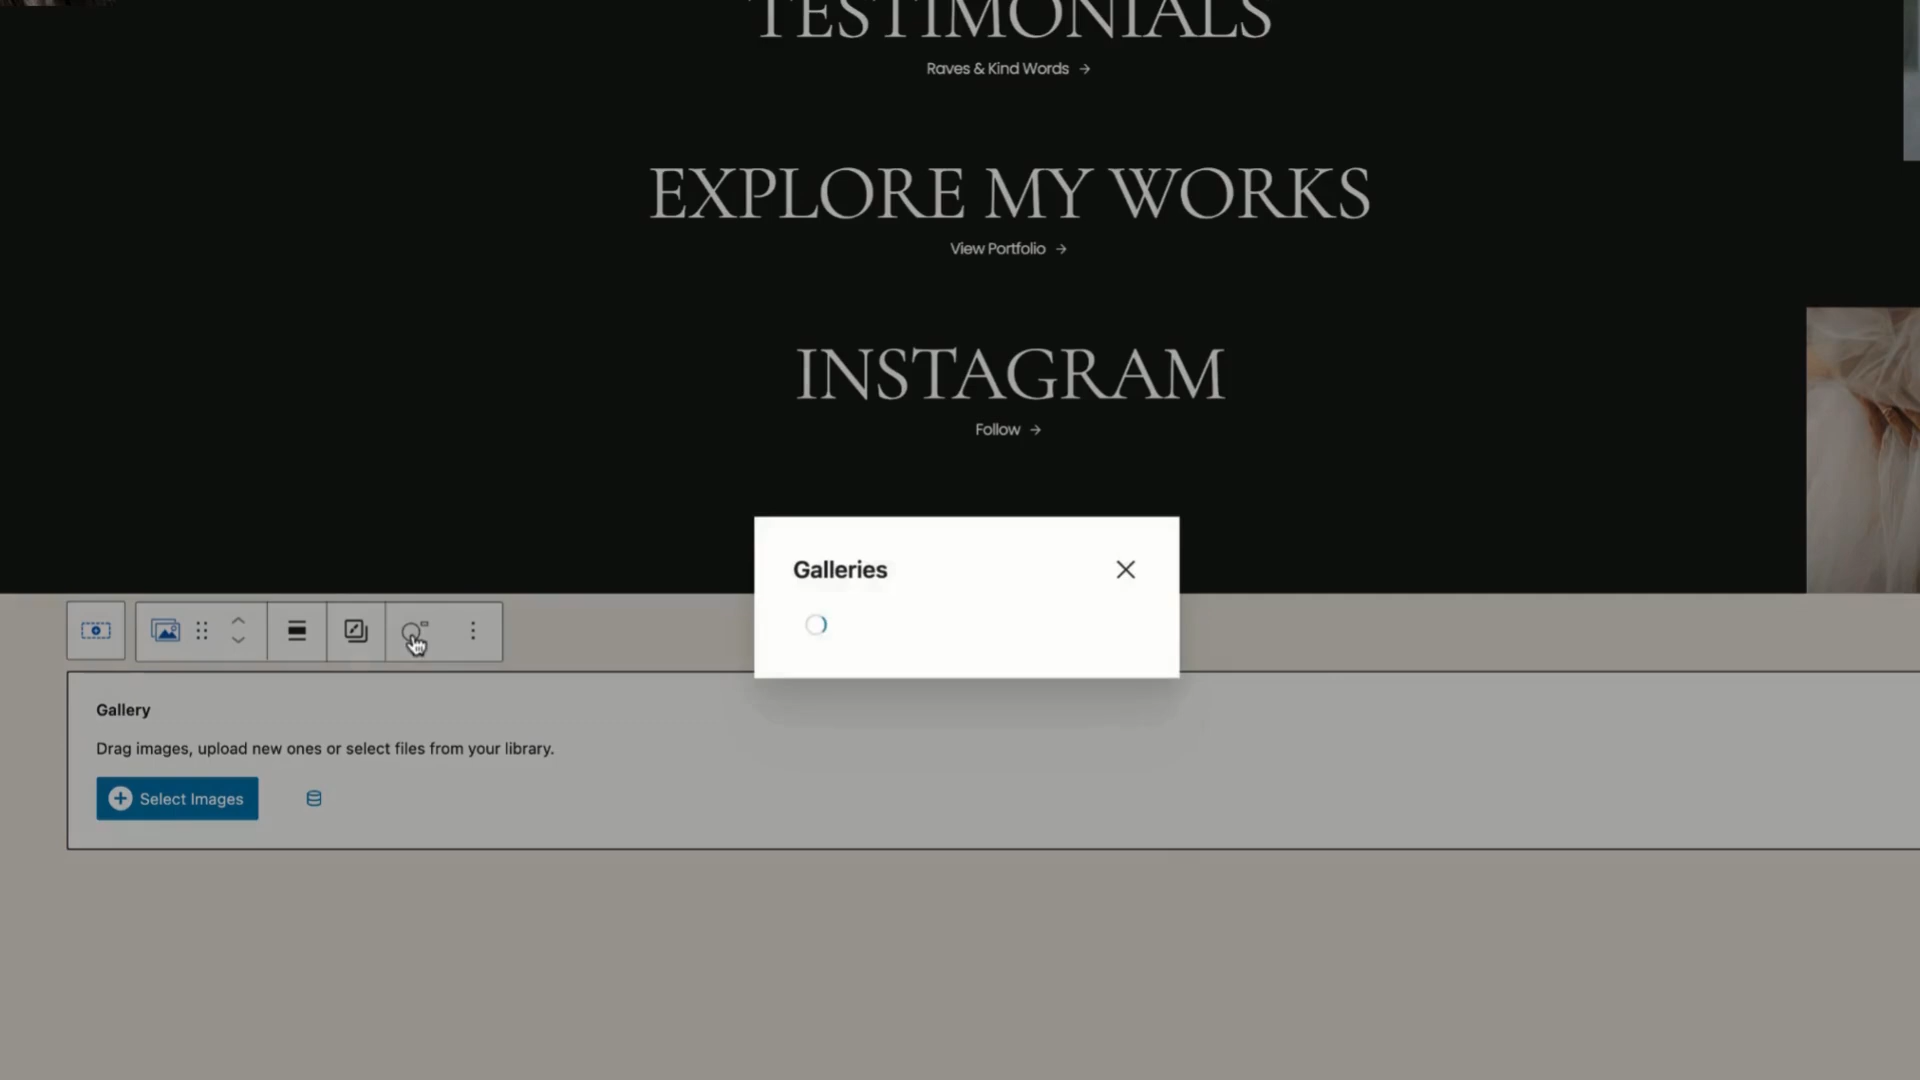 TESTIMONIALS
Raves & Kind Words →
EXPLORE MY WORKS
View Portfolio →
INSTAGRAM
Follow →
Galleries
Gallery
Drag images, upload new ones or select files from your library.
Select Images